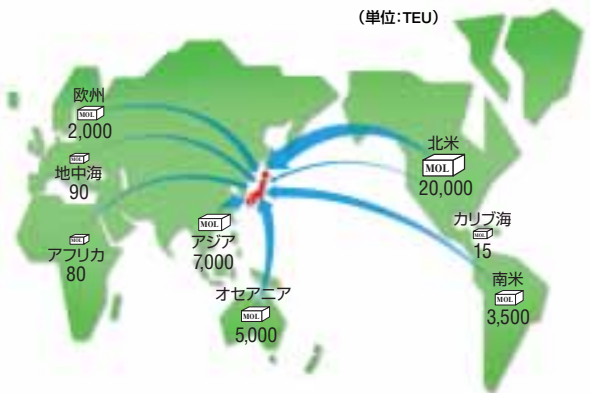 (単位:TEU)
欧州
MOL
2,000
MOL
地中海
90
MOL
アフリカ
80
MOL
アジア
7,000
オセアニア
MOL
5,000
北米
MOL
20,000
カリブ海
MOL
15
南米
MOL
3,500